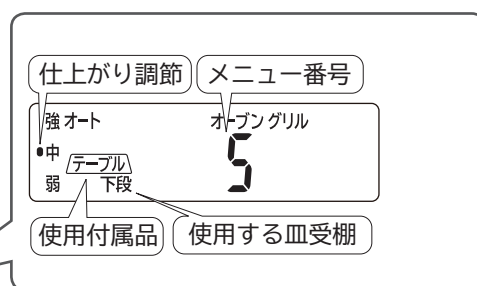 仕上がり調節 メニュー番号
強 オート オーブン グリル
中 テーブル 5
弱 下段
使用付属品 使用する皿受棚